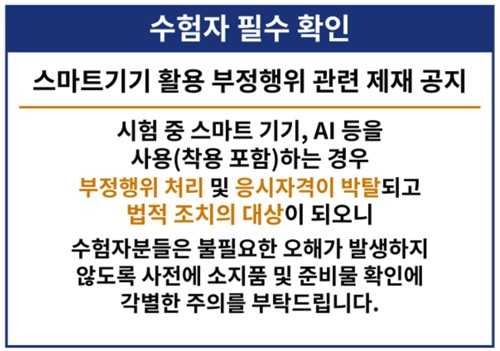 수험자 필수 확인
스마트기기 활용 부정행위 관련 제재 공지
시험 중 스마트 기기, AI 등을
사용(착용 포함)하는 경우
부정행위 처리 및 응시자격이 박탈되고
법적 조치의 대상이 되오니
수험자분들은 불필요한 오해가 발생하지
않도록 사전에 소지품 및 준비물 확인에
각별한 주의를 부탁드립니다.